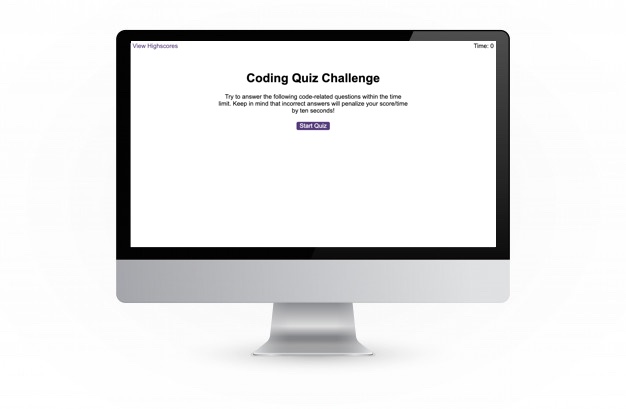 View Highscores
Time: 0
Coding Quiz Challenge
Try to answer the following code-related questions within the time
limit. Keep in mind that incorrect answers will penalize your score/time
by ten seconds!
Start Quiz